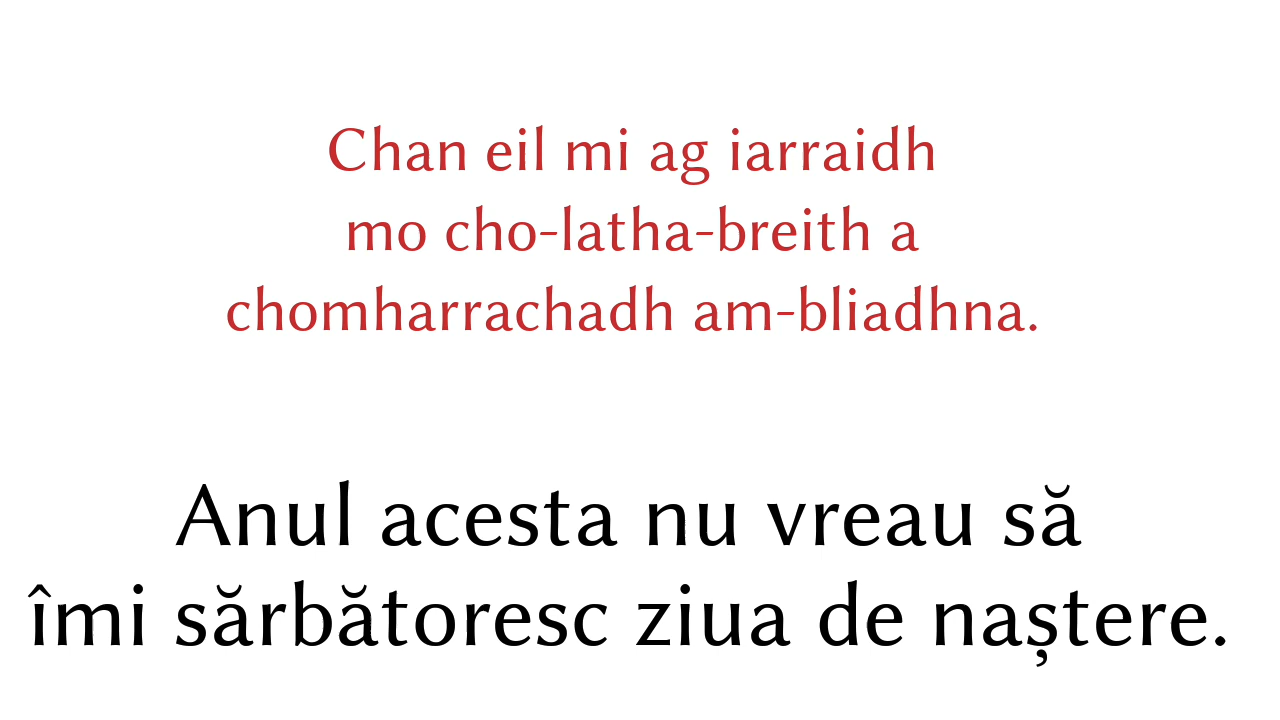 Chan eil mi ag iarraidh
mo cho-latha-breith a
chomharrachadh am-bliadhna.
Anul acesta nu vreau să
îmi sărbătoresc ziua de naștere.